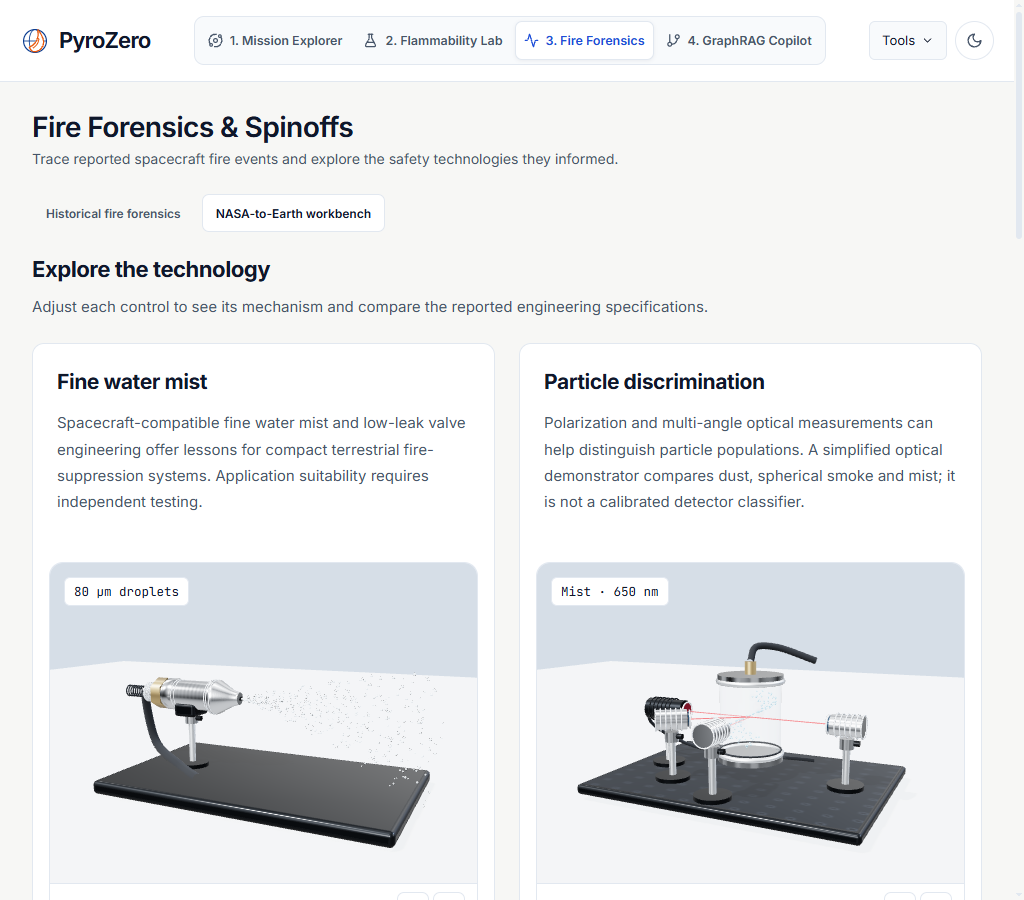 PyroZero
1. Mission Explorer
2. Flammability Lab
3. Fire Forensics
4. GraphRAG Copilot
Tools
Fire Forensics & Spinoffs
Trace reported spacecraft fire events and explore the safety technologies they informed.
Historical fire forensics
NASA-to-Earth workbench
Explore the technology
Adjust each control to see its mechanism and compare the reported engineering specifications.
Fine water mist
Spacecraft-compatible fine water mist and low-leak valve
engineering offer lessons for compact terrestrial fire-
suppression systems. Application suitability requires
independent testing.
80 µm droplets
Particle discrimination
Polarization and multi-angle optical measurements can
help distinguish particle populations. A simplified optical
demonstrator compares dust, spherical smoke and mist; it
is not a calibrated detector classifier.
Mist · 650 nm